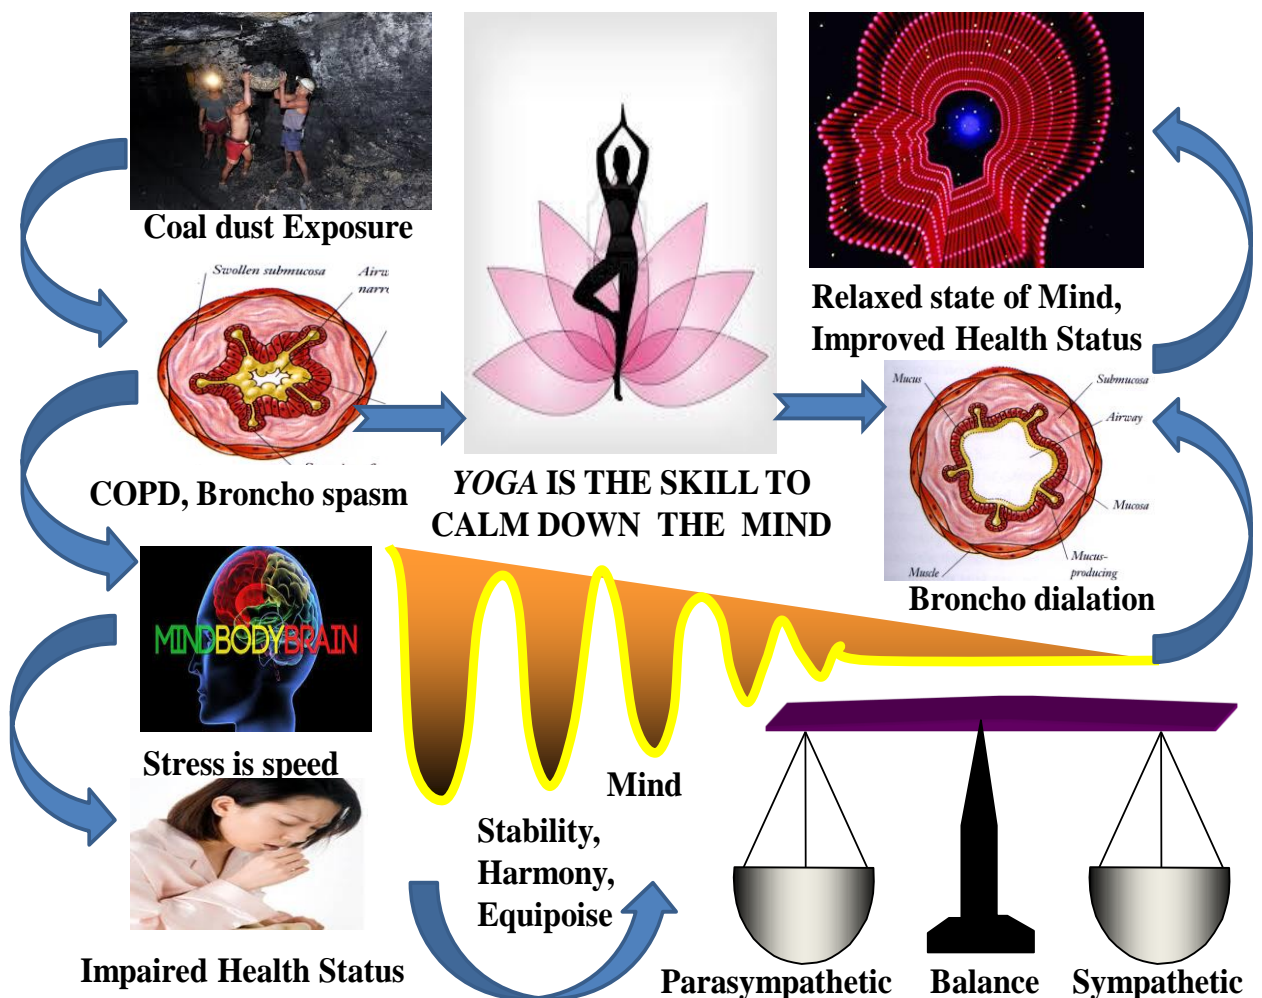 Coal dust Exposure
Swollen submucosa
Airw
narr
COPD, Broncho spasm
MINDBODYBRAIN
Stress is speed
Impaired Health Status
YOGA IS THE SKILL TO
CALM DOWN THE MIND
Mind
Stability,
Harmony,
Equipoise
Relaxed state of Mind,
Improved Health Status
Mucus
Submucosa
Airway
Mucosa
Mucus-
producing
Muscle
Broncho dialation
Parasympathetic
Balance
Sympathetic